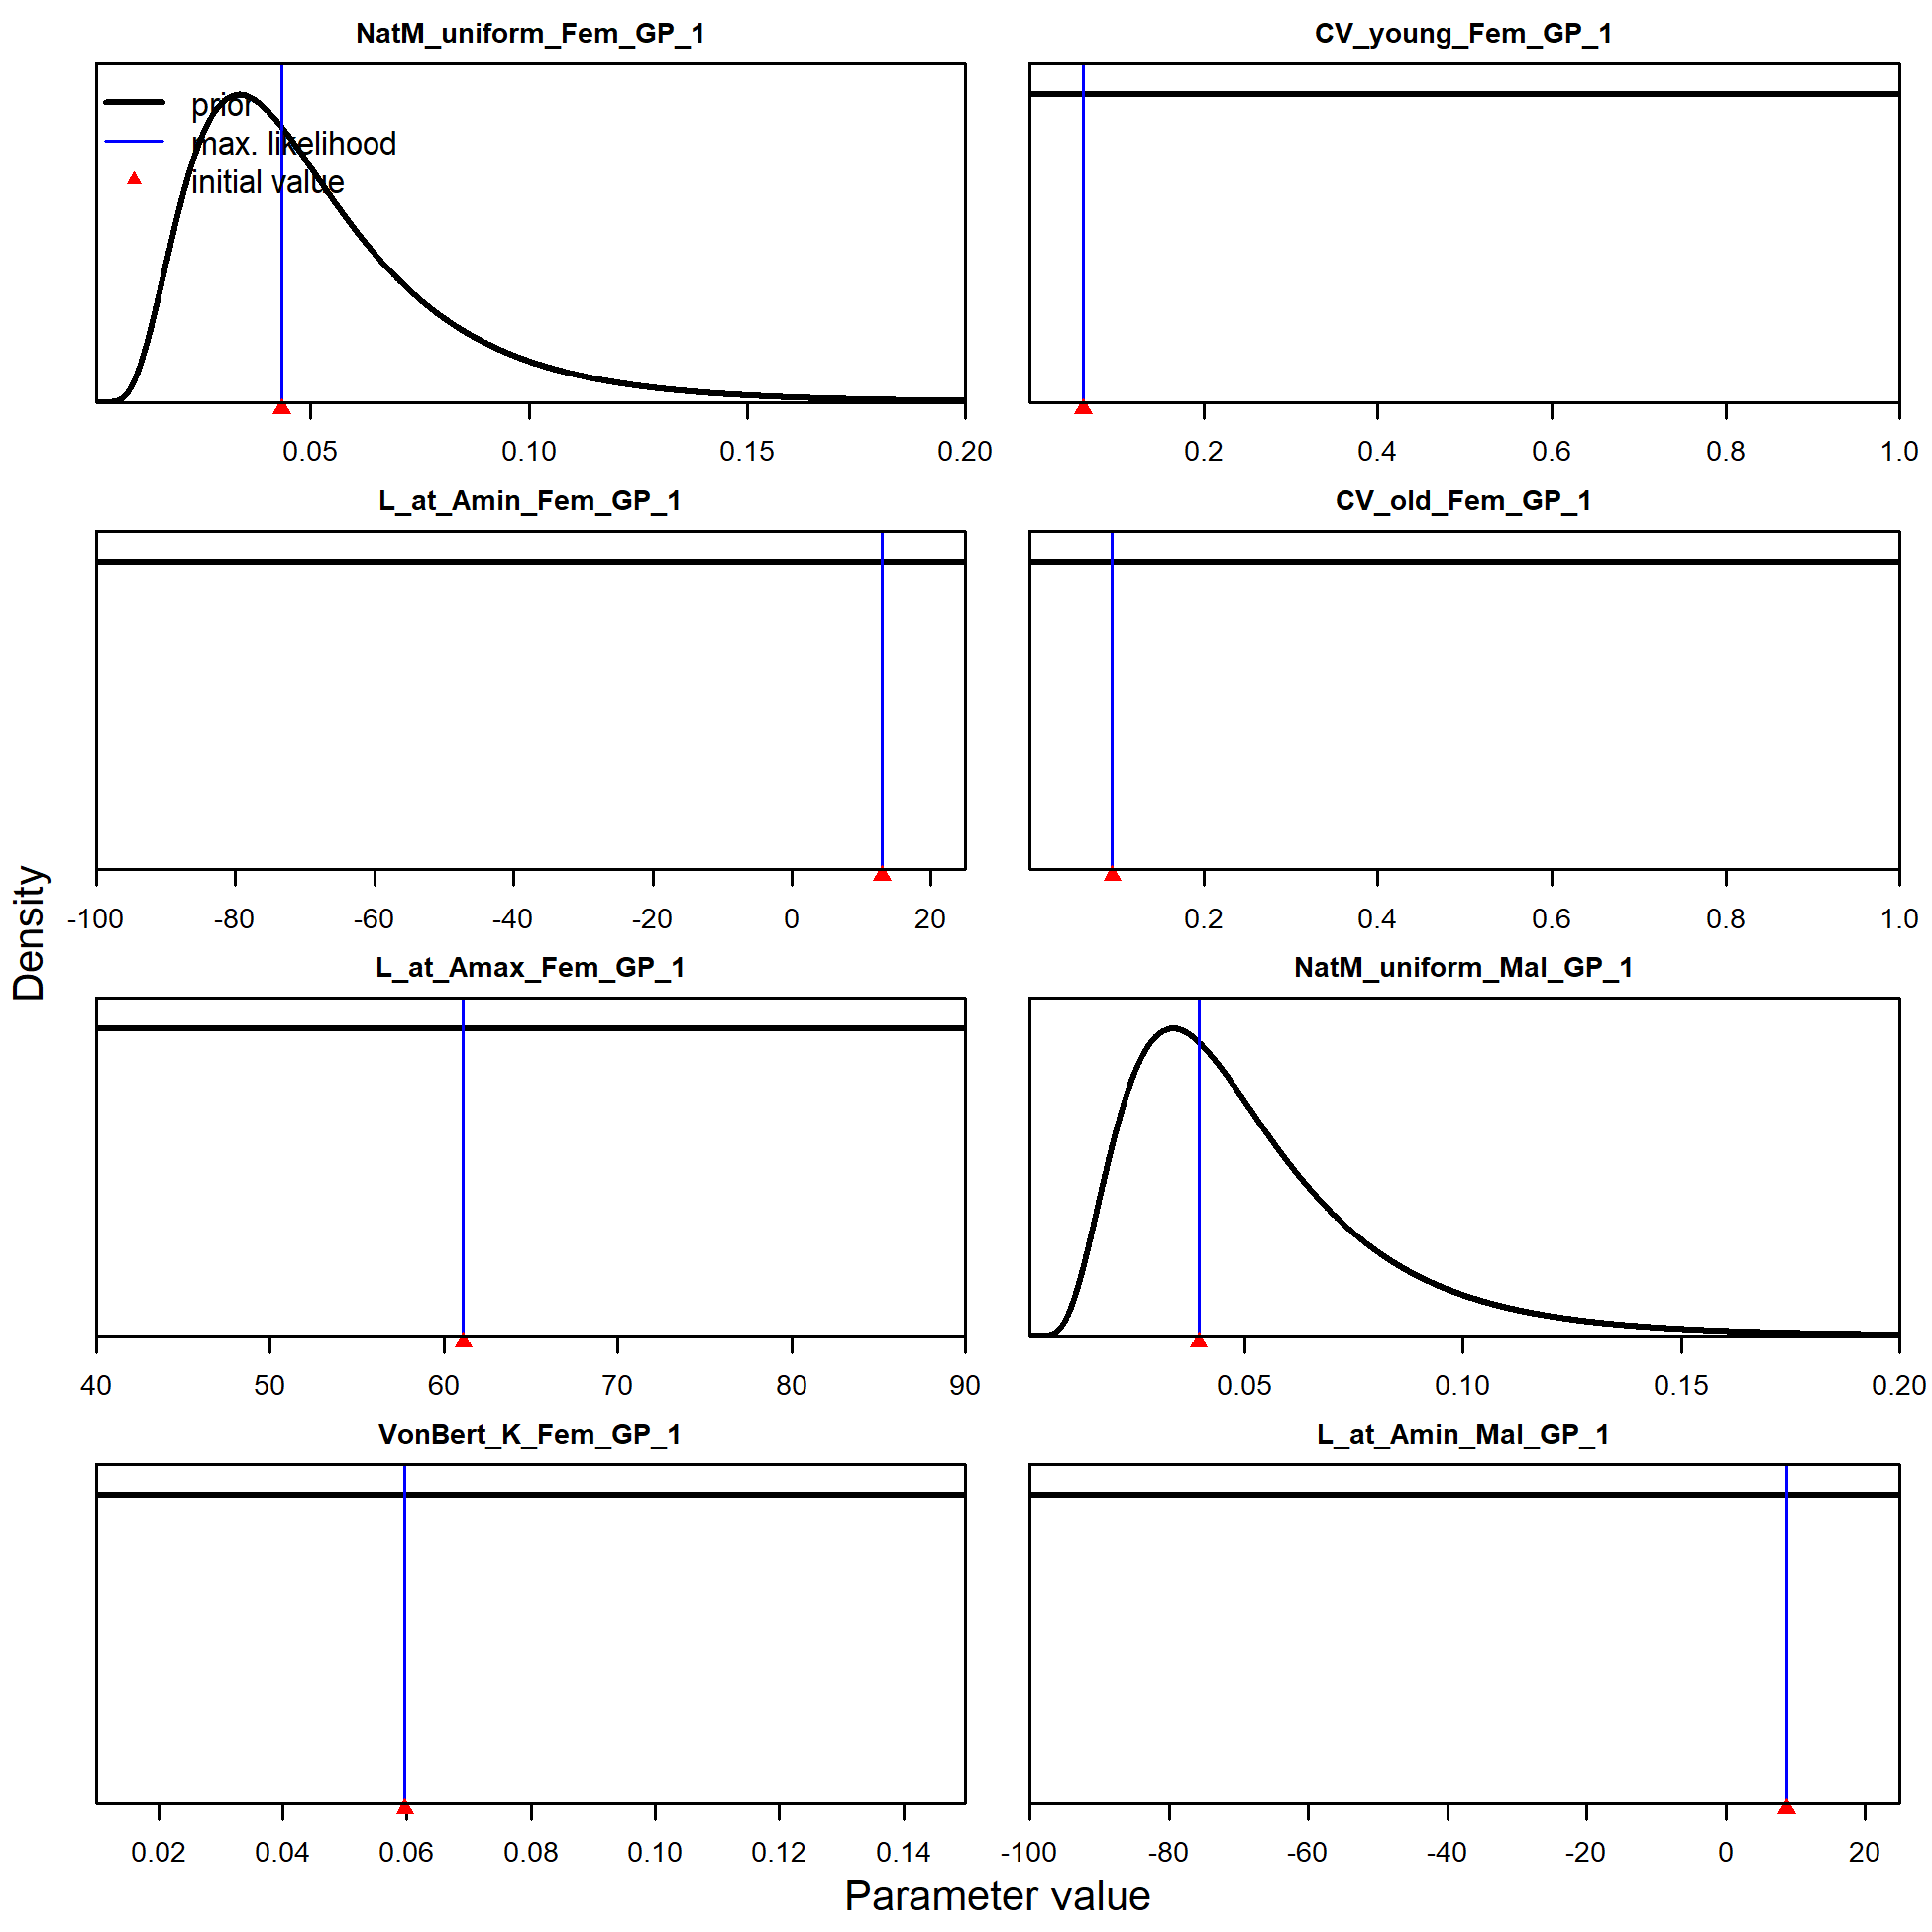 NatM_uniform_Fem_GP_1
prior
max. likelihood
initial value
0.05 0.10 0.15 0.20
CV_young_Fem_GP_1
0.2 0.4 0.6 0.8 1.0
L_at_Amin_Fem_GP_1
-100 -80 -60 -40 -20 0 20
CV_old_Fem_GP_1
0.2 0.4 0.6 0.8 1.0
L_at_Amax_Fem_GP_1
40 50 60 70 80 90
NatM_uniform_Mal_GP_1
0.05 0.10 0.15 0.20
VonBert_K_Fem_GP_1
0.02 0.04 0.06 0.08 0.10 0.12 0.14
L_at_Amin_Mal_GP_1
-100 -80 -60 -40 -20 0 20
Density
Parameter value